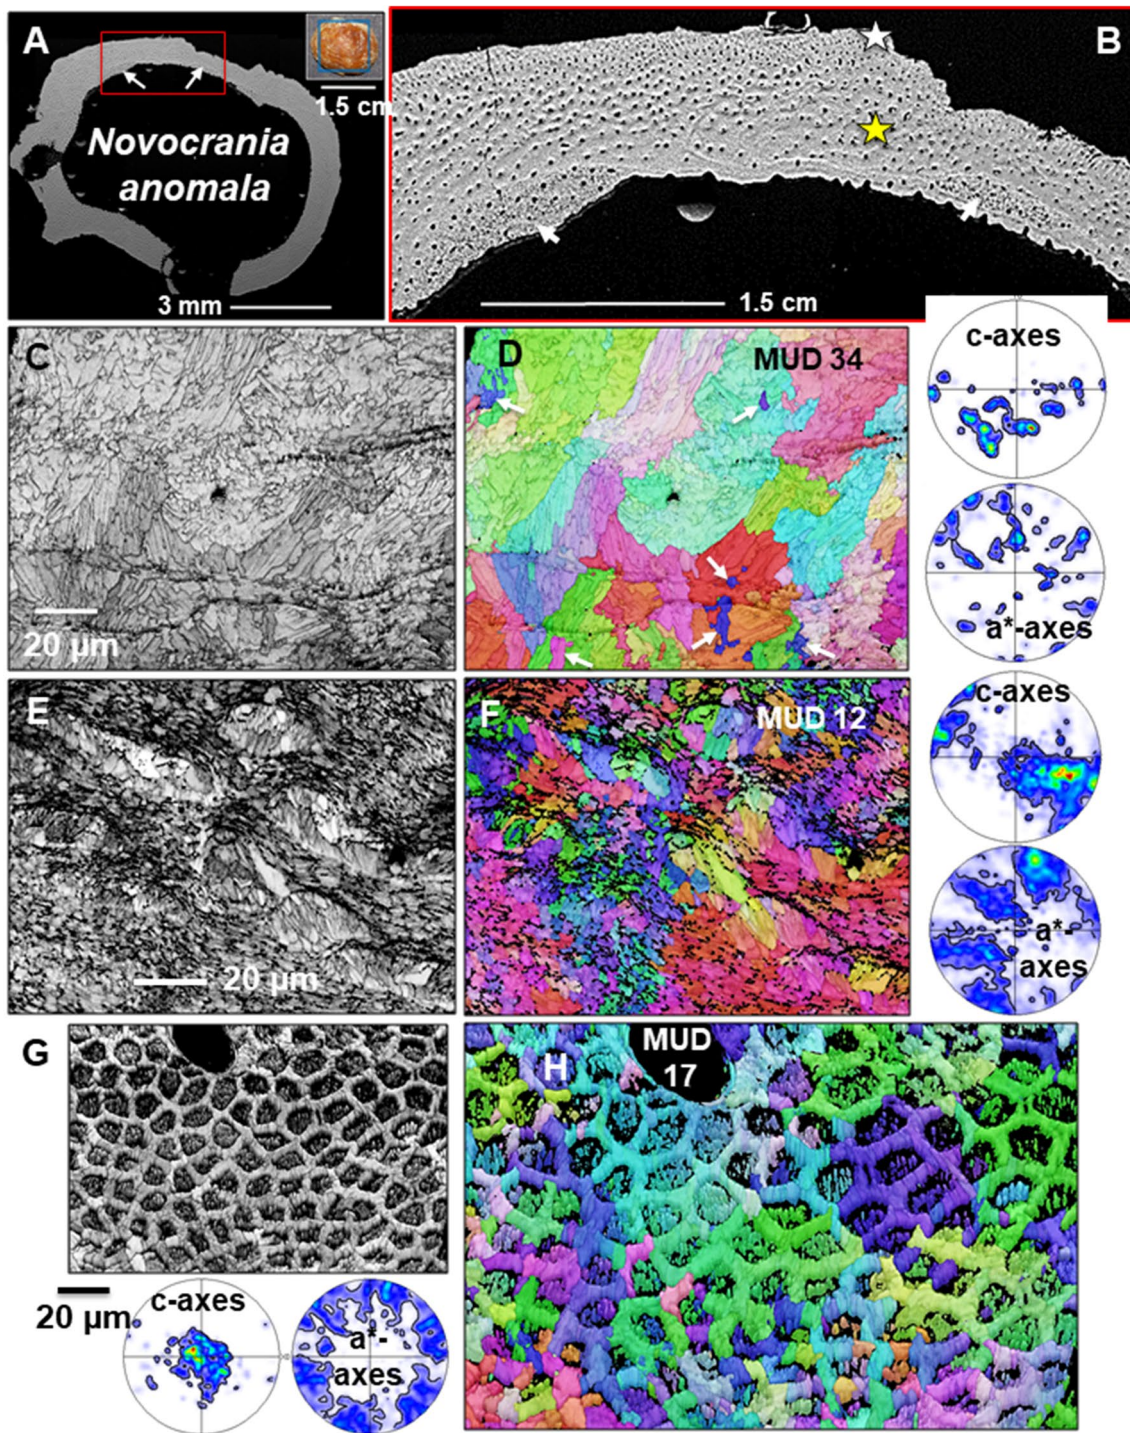 A
1.5 cm
Novocrania
anomala
3 mm
B
1.5 cm
C
20 µm
D
MUD 34
c-axes
a*-axes
E
20 µm
F
MUD 12
c-axes
a*-
axes
G
20 µm
c-axes
a*-
axes
H
MUD
17